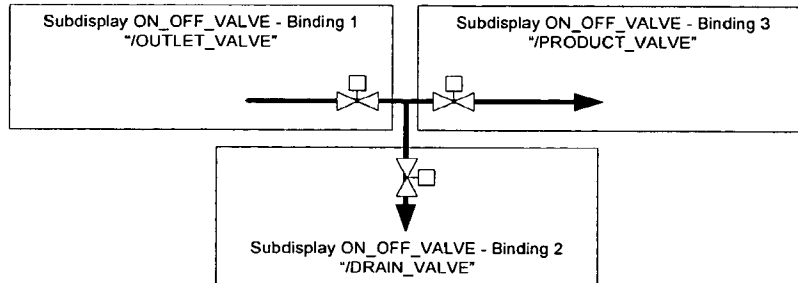 Subdisplay ON_OFF_VALVE - Binding 1
“/OUTLET_VALVE”
Subdisplay ON_OFF_VALVE - Binding 3
“/PRODUCT_VALVE”
Subdisplay ON_OFF_VALVE - Binding 2
“/DRAIN_VALVE”